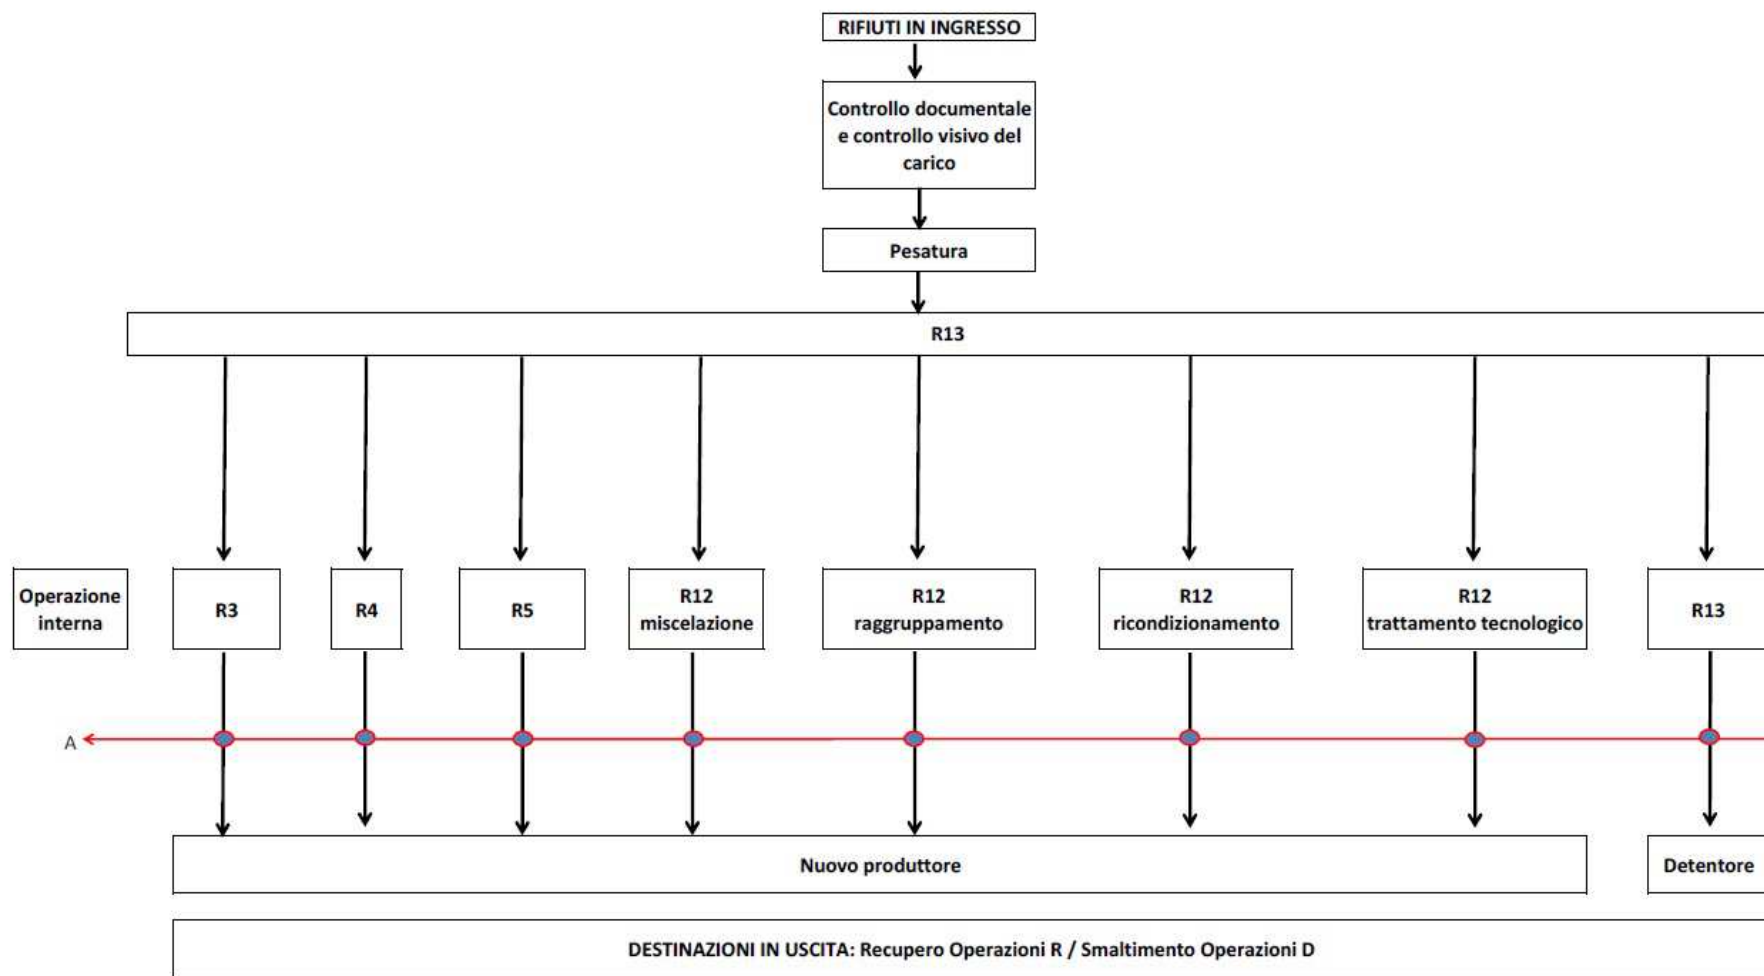 RIFIUTI IN INGRESSO
Controllo documentale
e controllo visivo del
carico
Pesatura
R13
Operazione
interna
R3
R4
R5
R12
miscelazione
R12
raggruppamento
R12
ricondizionamento
R12
trattamento tecnologico
R13
A
Nuovo produttore
Detentore
DESTINAZIONI IN USCITA: Recupero Operazioni R / Smaltimento Operazioni D